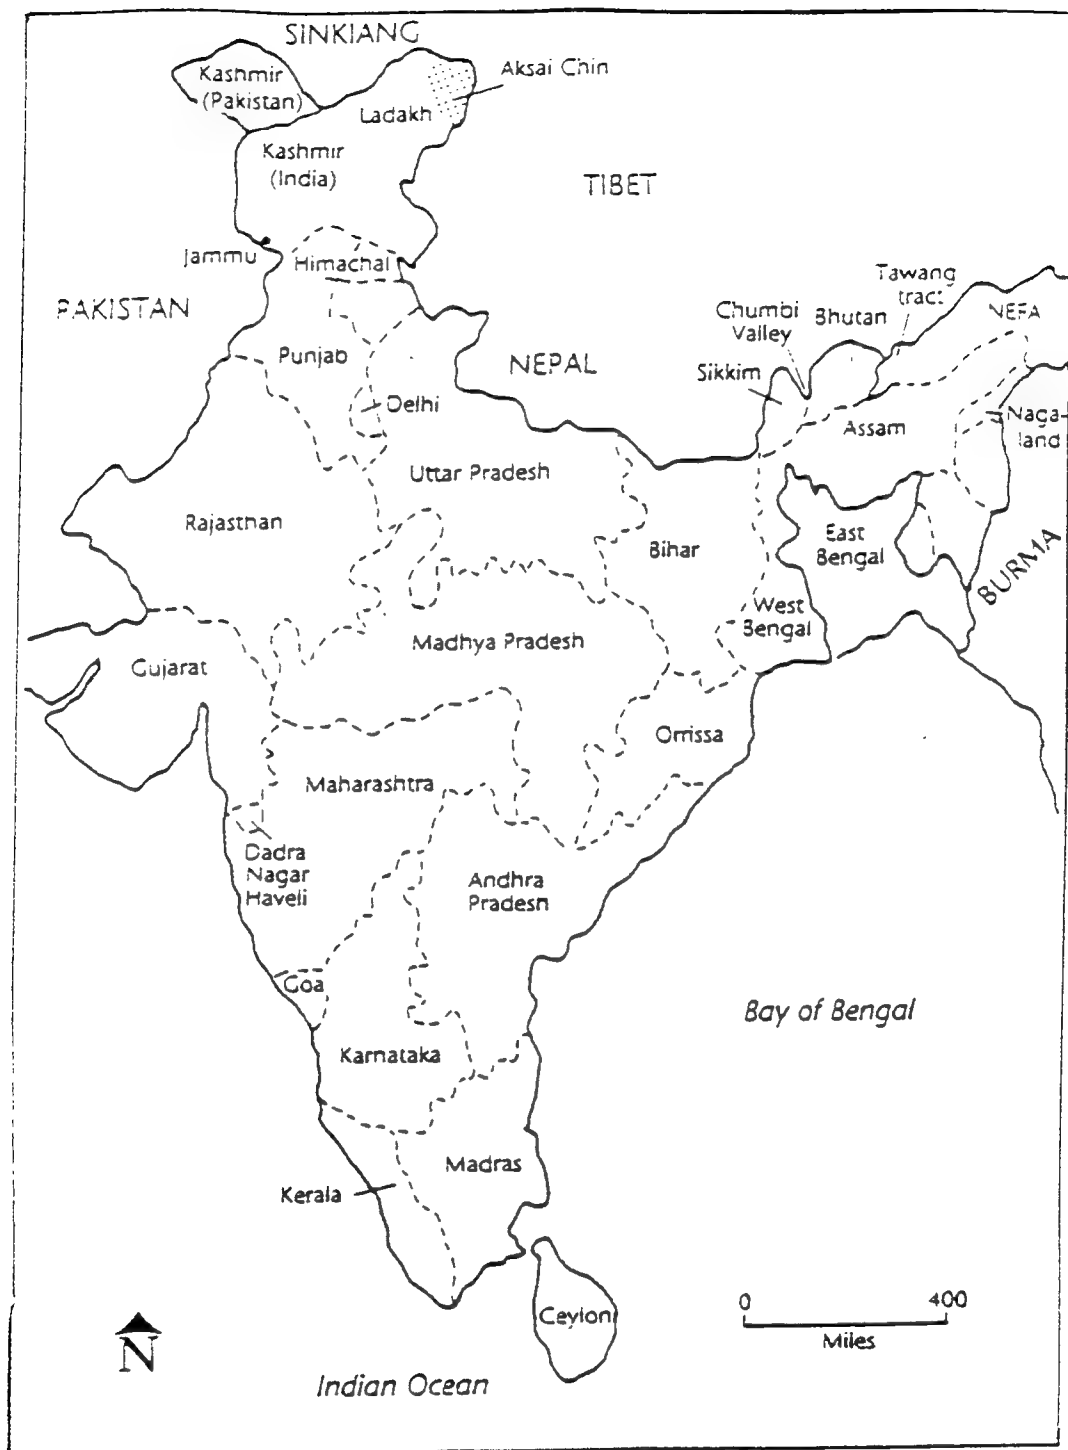 SINKIANG
Kashmir
(Pakistan)
Aksai Chin
Ladakh
Kashmir
(India)
TIBET
Jammu
Himachal
PAKISTAN
Tawang
tract
NEFA
Chumbi
Valley
Bhutan
Punjab
NEPAL
Sikkim
Delhi
Assam
Naga-
land
Uttar Pradesh
Rajasthan
Bihar
East
Bengal
BURMA
West
Bengal
Madhya Pradesh
Gujarat
Orrissa
Maharashtra
Dadra
Nagar
Haveli
Andhra
Pradesh
Goa
Bay of Bengal
Karnataka
Madras
Kerala
0 400
Miles
Ceylon
N
Indian Ocean